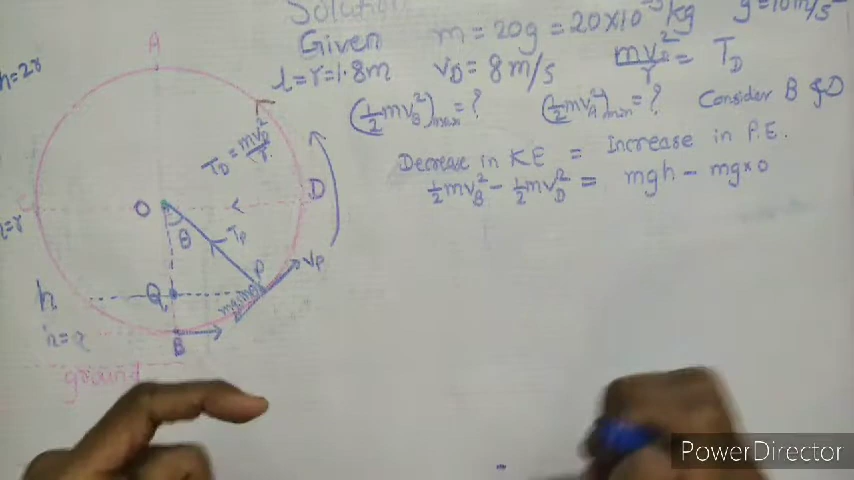 Solution
Given m = 20g = 20×10⁻³ kg g = 10m/s²
l = r = 1.8m v_D = 8 m/s mv_D²/r = T_D
(½mv_B²)max = ? (½mv_A²)min = ? Consider B & D
Decrease in KE = Increase in P.E.
½mv_B² - ½mv_D² = mgh - mg×0
h=2r
A
T_D = mv_D²/r
D
O
θ
T_P
P
v_P
h
Q
B
ground
PowerDirector